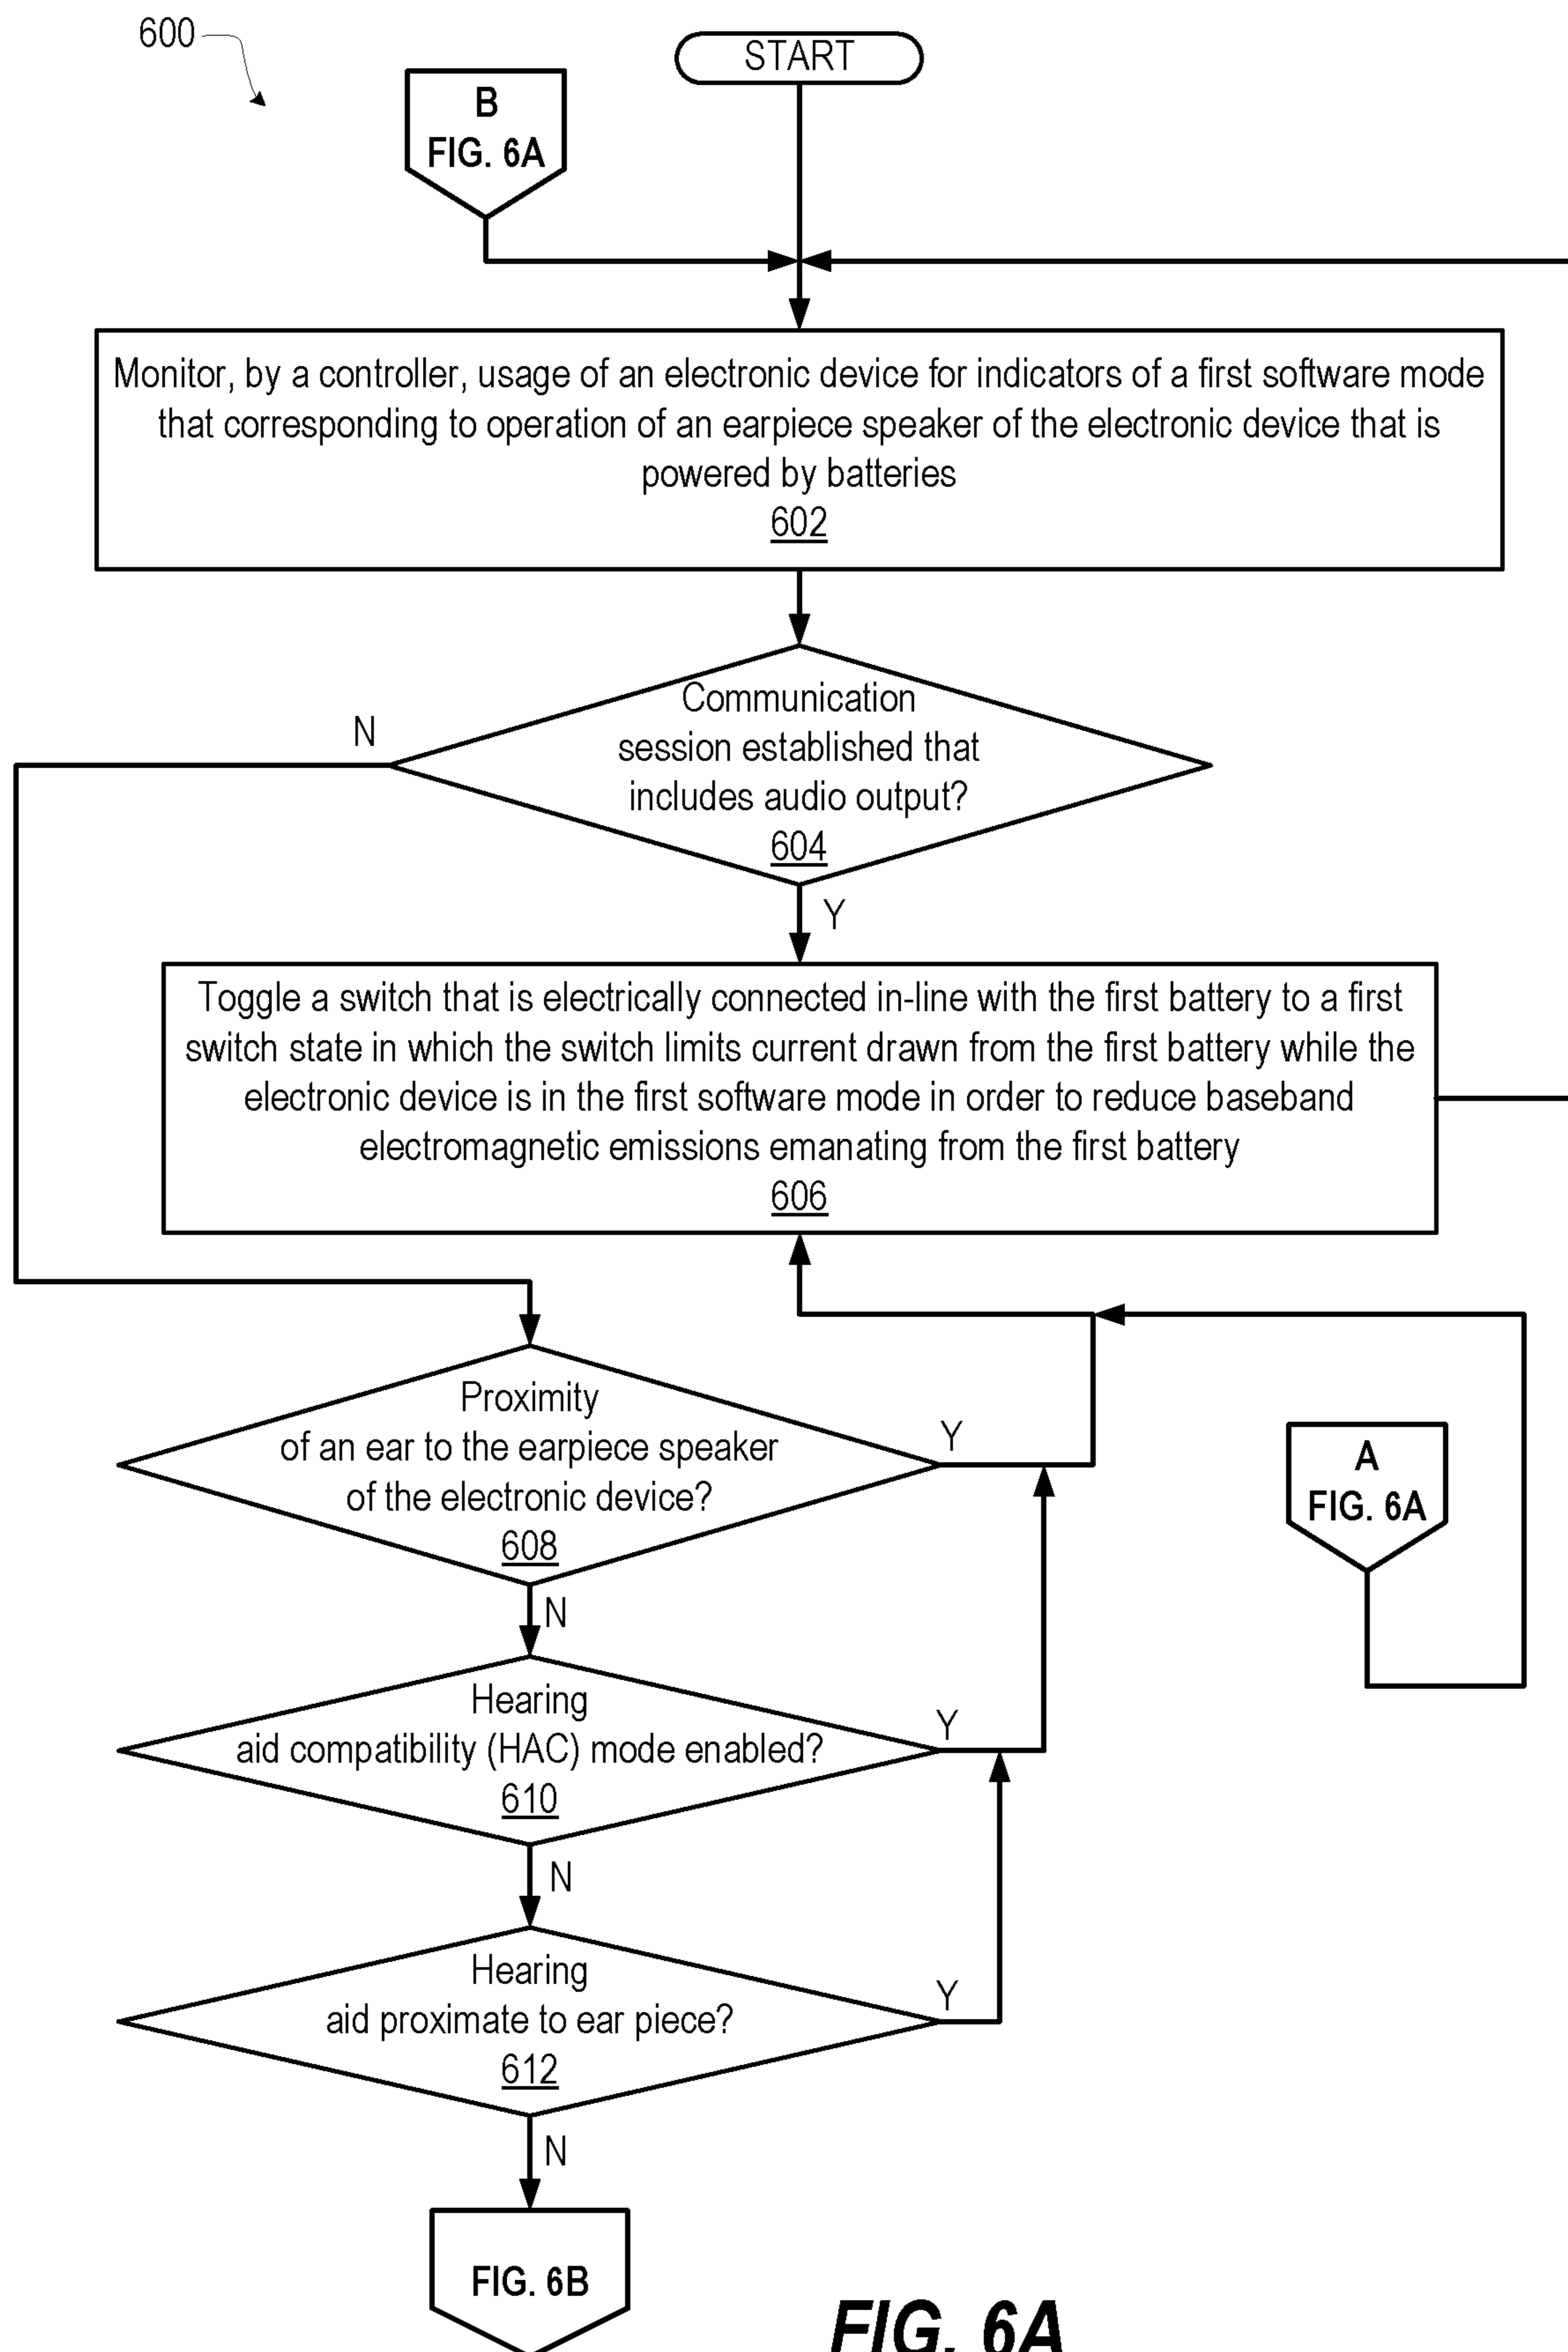 600
START
B
FIG. 6A
Monitor, by a controller, usage of an electronic device for indicators of a first software mode
that corresponding to operation of an earpiece speaker of the electronic device that is
powered by batteries
602
Communication
session established that
includes audio output?
604
N
Y
Toggle a switch that is electrically connected in-line with the first battery to a first
switch state in which the switch limits current drawn from the first battery while the
electronic device is in the first software mode in order to reduce baseband
electromagnetic emissions emanating from the first battery
606
Proximity
of an ear to the earpiece speaker
of the electronic device?
608
Y
N
A
FIG. 6A
Hearing
aid compatibility (HAC) mode enabled?
610
Y
N
Hearing
aid proximate to ear piece?
612
Y
N
FIG. 6B
FIG. 6A